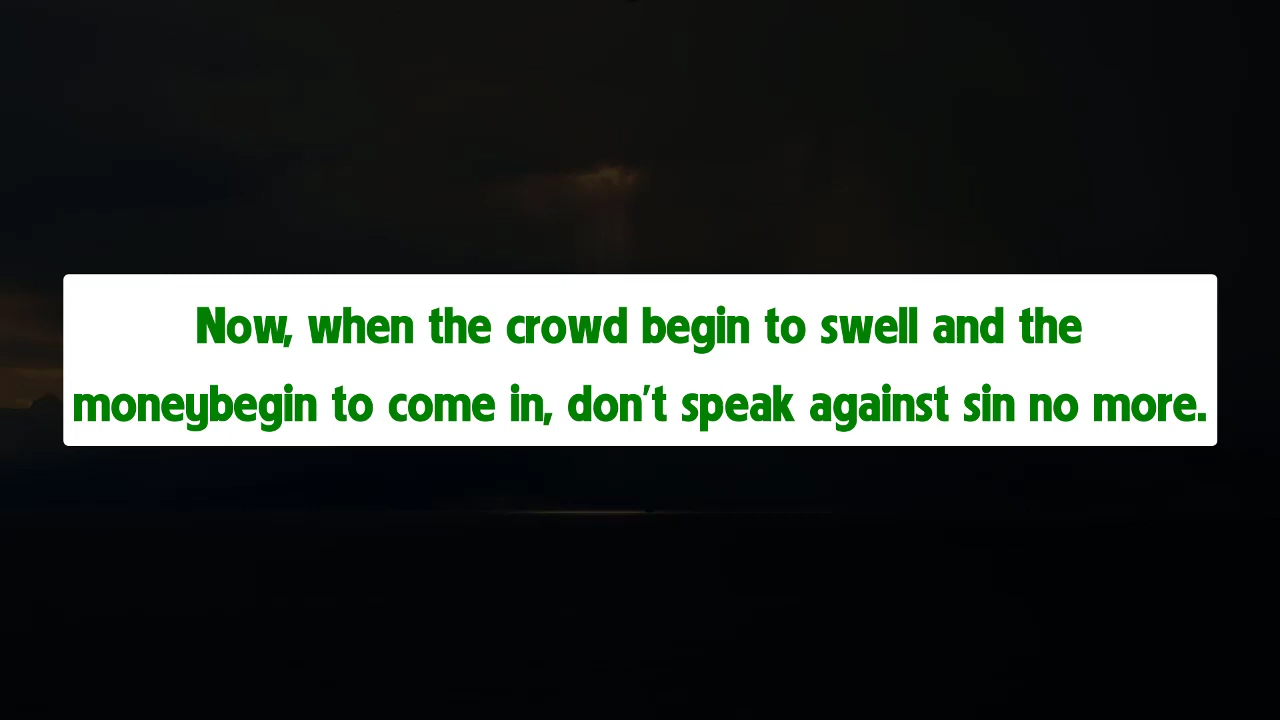 Now, when the crowd begin to swell and the
moneybegin to come in, don't speak against sin no more.